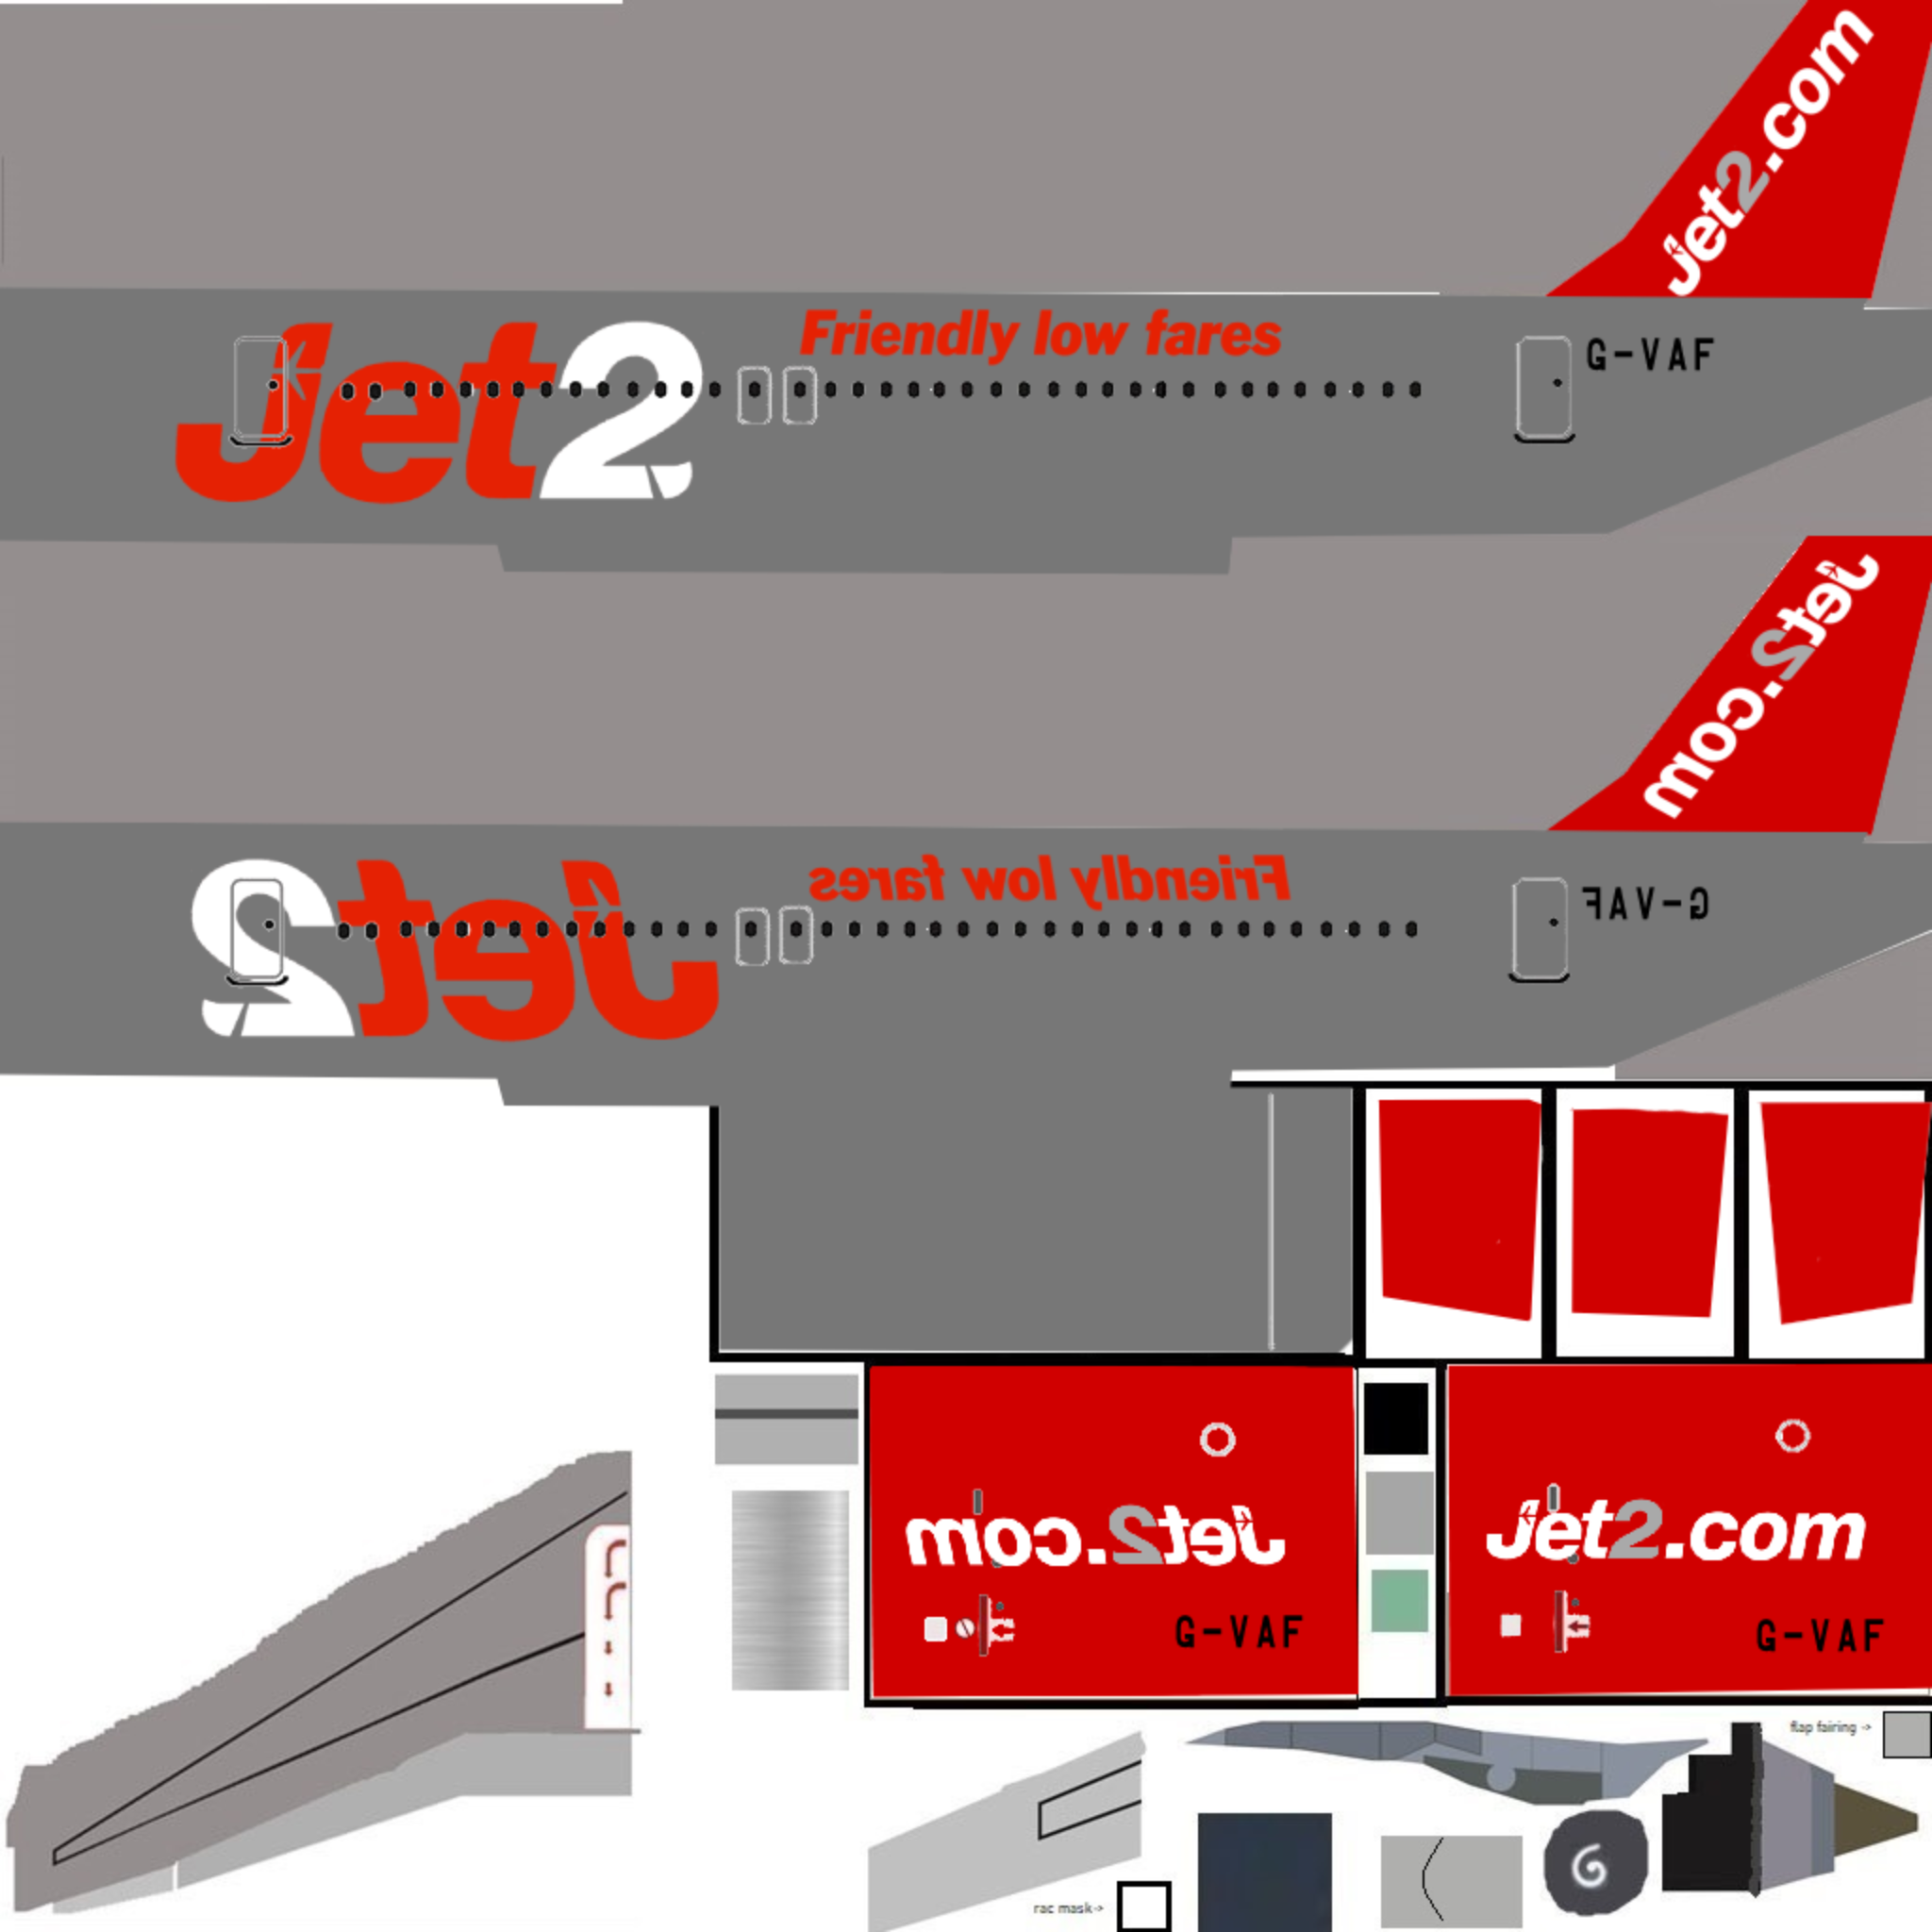 Jet2.com
Friendly low fares
Jet2
G-VAF
Jet2.com
Friendly low fares
Jet2
G-VAF
Jet2.com
G-VAF
Jet2.com
G-VAF
flap fairing ->
rac mask->